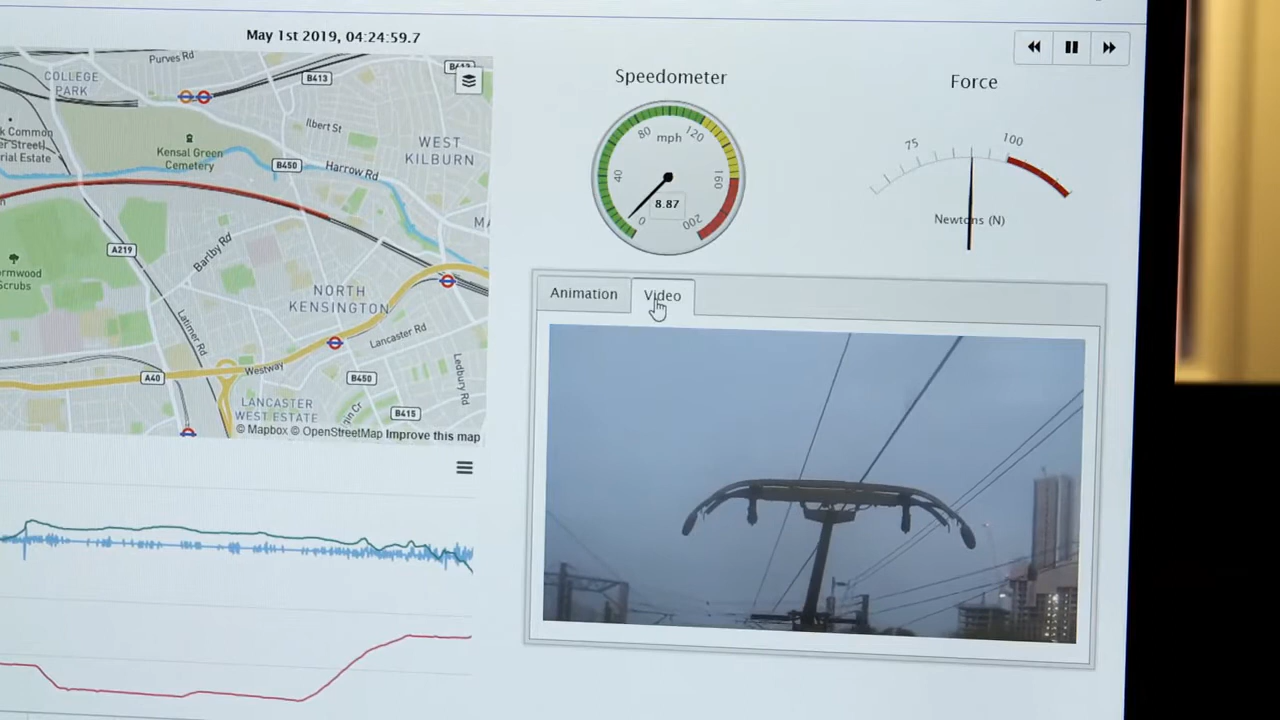 May 1st 2019, 04:24:59.7
Purves Rd
COLLEGE
PARK
B413
Ilbert St
WEST
KILBURN
Kensal Green
Cemetery
B450
Harrow Rd
A219
Barlby Rd
Scrubs
NORTH
KENSINGTON
Latimer Rd
Lancaster Rd
Westway
A40
B450
Ledbury Rd
LANCASTER
WEST ESTATE
B415
© Mapbox © OpenStreetMap Improve this map
Speedometer
mph
0
40
80
120
160
200
8.87
Force
75
100
Newtons (N)
Animation
Video